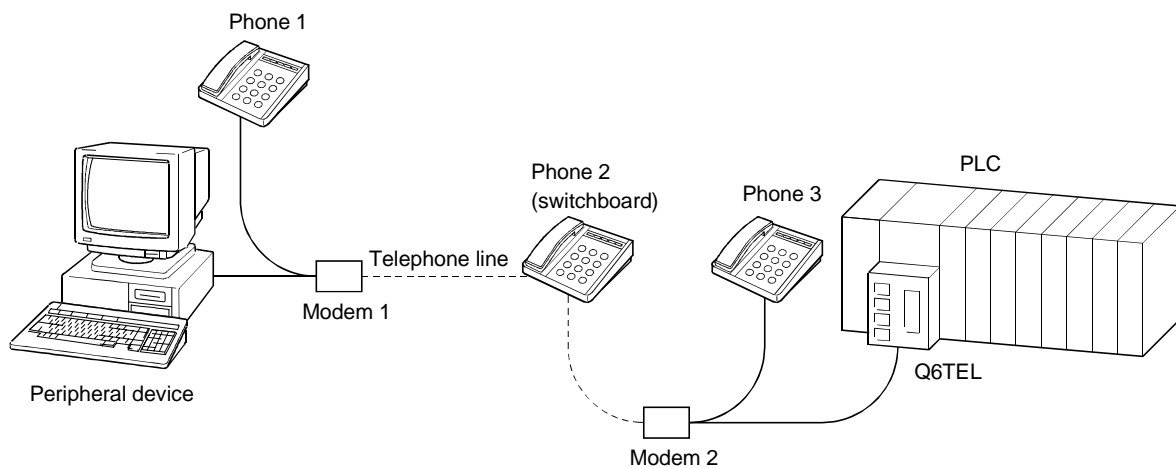 Phone 1
Phone 2
(switchboard)
Phone 3
PLC
Telephone line
Modem 1
Peripheral device
Q6TEL
Modem 2